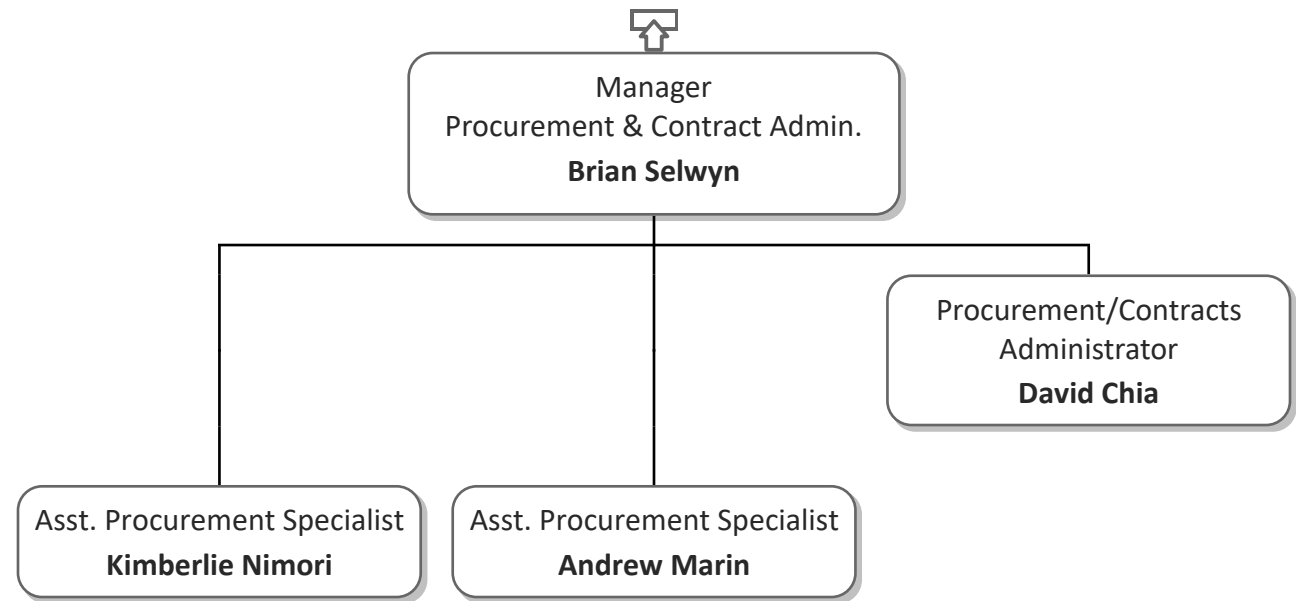 Manager
Procurement & Contract Admin.
Brian Selwyn
Procurement/Contracts
Administrator
David Chia
Asst. Procurement Specialist
Kimberlie Nimori
Asst. Procurement Specialist
Andrew Marin